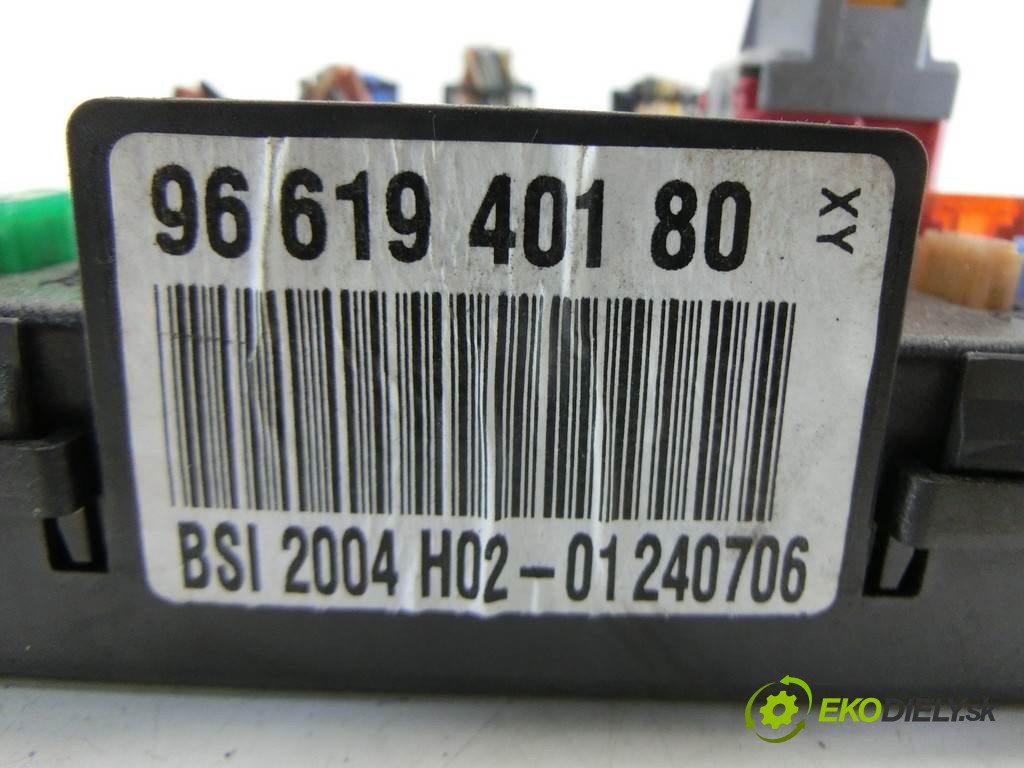 96 619 401 80
XY
BSI 2004 H02-01 240706
EKODIELY.SK